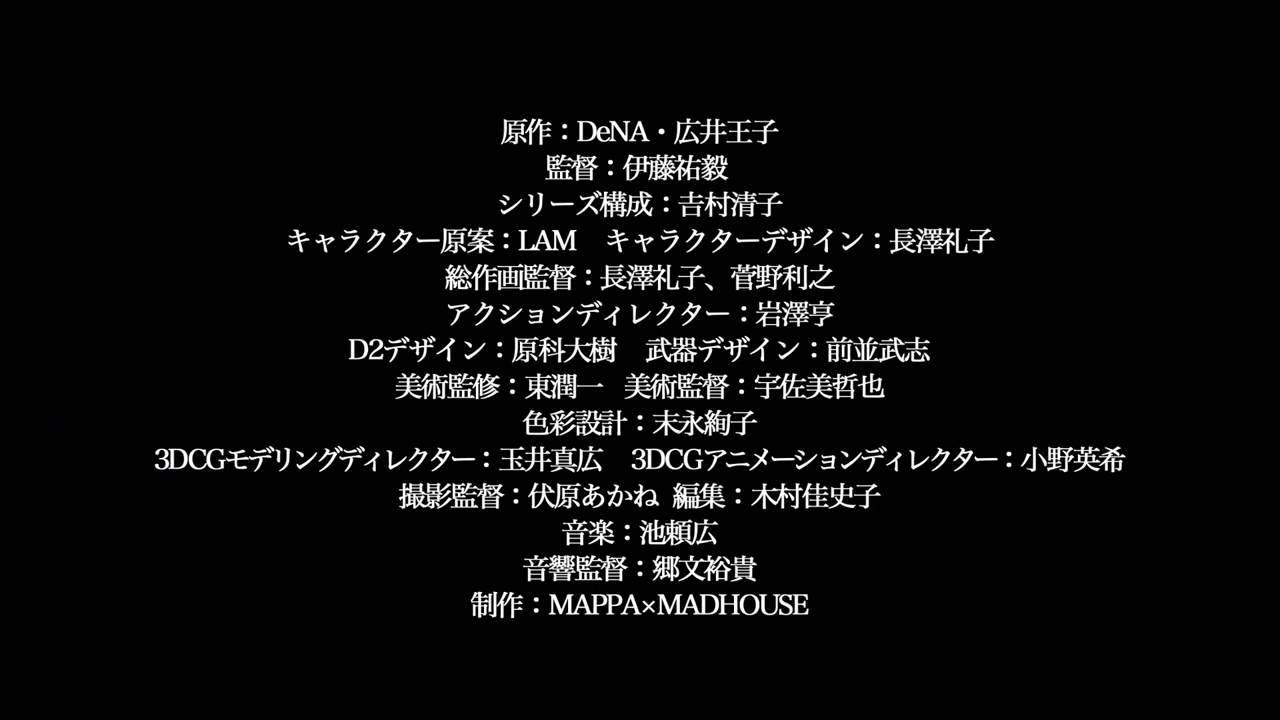 原作：DeNA・広井王子
監督：伊藤祐毅
シリーズ構成：𠮷村清子
キャラクター原案：LAM　キャラクターデザイン：長澤礼子
総作画監督：長澤礼子、菅野利之
アクションディレクター：岩澤亨
D2デザイン：原科大樹　武器デザイン：前並武志
美術監修：東潤一　美術監督：宇佐美哲也
色彩設計：末永絢子
3DCGモデリングディレクター：玉井真広　3DCGアニメーションディレクター：小野英希
撮影監督：伏原あかね　編集：木村佳史子
音楽：池頼広
音響監督：郷文裕貴
制作：MAPPA×MADHOUSE